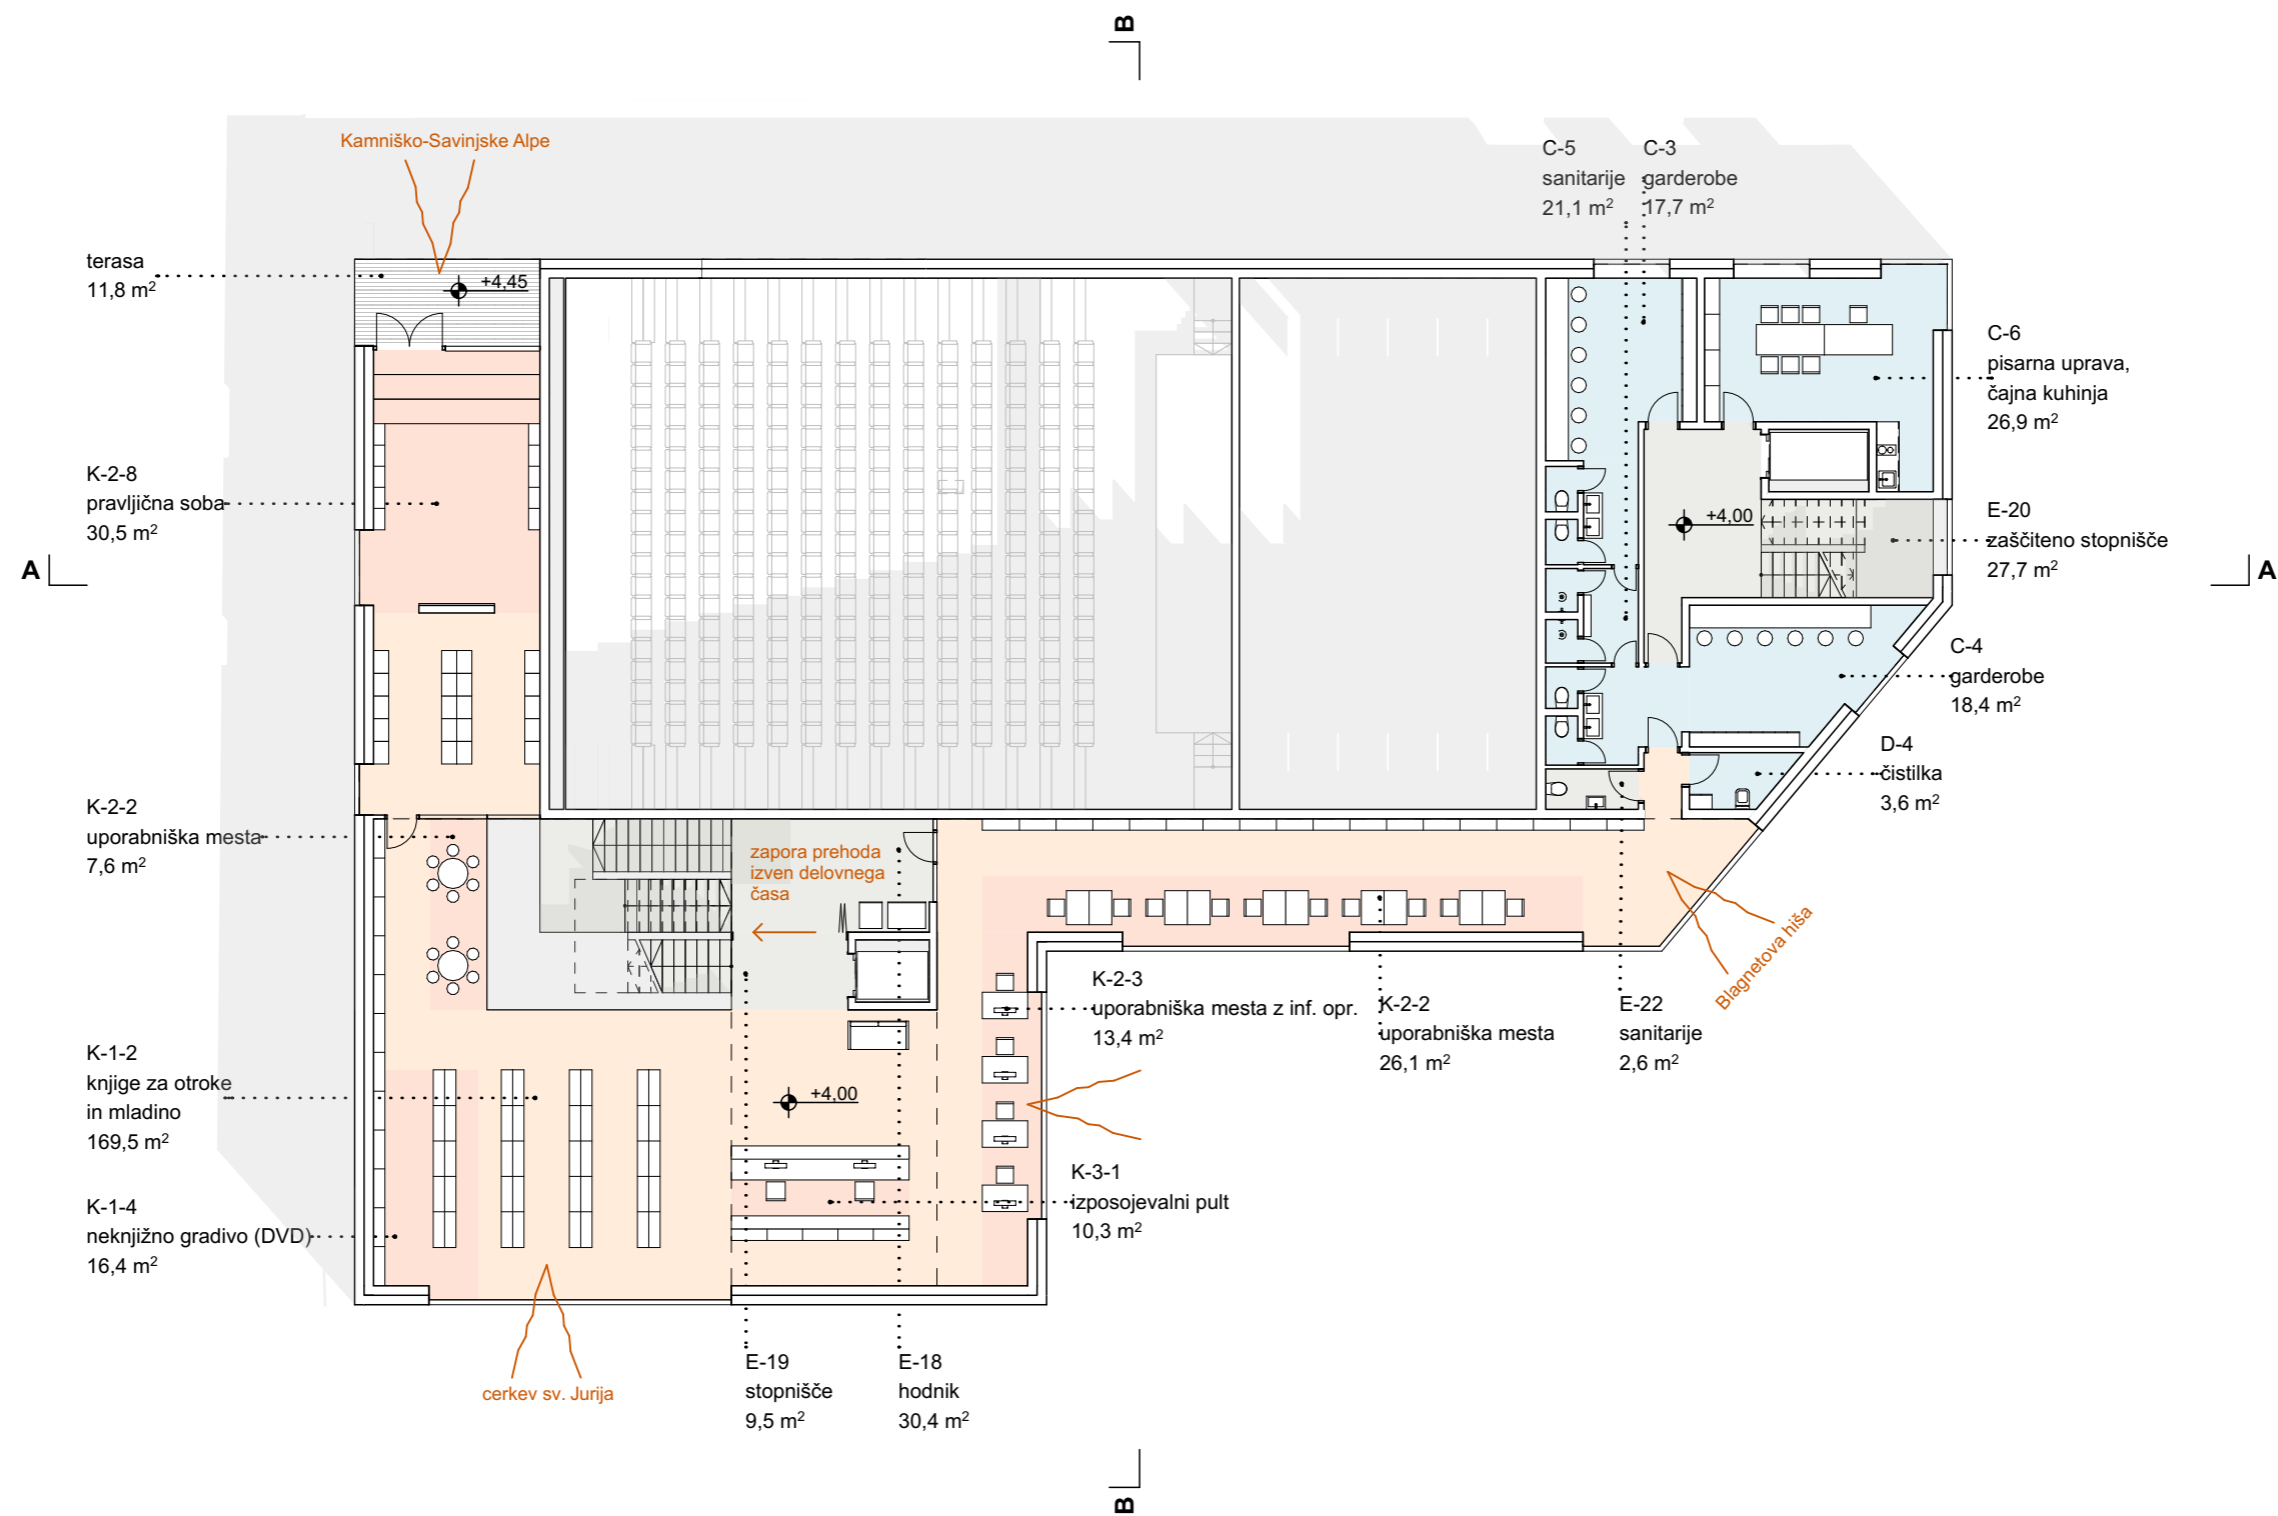 B
Kamniško-Savinjske Alpe
C-5
sanitarije
21,1 m²
C-3
garderobe
17,7 m²
terasa
11,8 m²
+4,45
C-6
pisarna uprava,
čajna kuhinja
26,9 m²
K-2-8
pravljična soba
30,5 m²
+4,00
E-20
zaščiteno stopnišče
27,7 m²
A
A
C-4
garderobe
18,4 m²
D-4
čistilka
3,6 m²
K-2-2
uporabniška mesta
7,6 m²
zapora prehoda
izven delovnega
časa
Blagnetova hiša
K-2-3
uporabniška mesta z inf. opr.
13,4 m²
K-2-2
uporabniška mesta
26,1 m²
E-22
sanitarije
2,6 m²
K-1-2
knjige za otroke
in mladino
169,5 m²
+4,00
K-3-1
izposojevalni pult
10,3 m²
K-1-4
neknjižno gradivo (DVD)
16,4 m²
cerkev sv. Jurija
E-19
stopnišče
9,5 m²
E-18
hodnik
30,4 m²
B